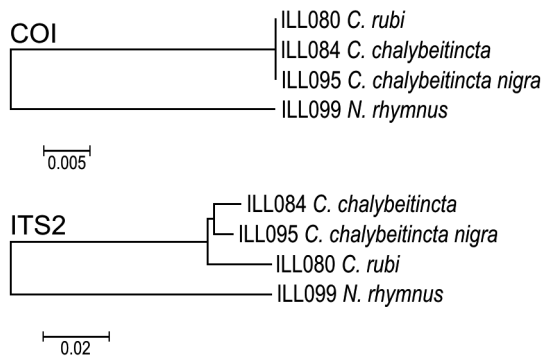 COI
ILL080 C. rubi
ILL084 C. chalybeitincta
ILL095 C. chalybeitincta nigra
ILL099 N. rhymnus
0.005
ITS2
ILL084 C. chalybeitincta
ILL095 C. chalybeitincta nigra
ILL080 C. rubi
ILL099 N. rhymnus
0.02